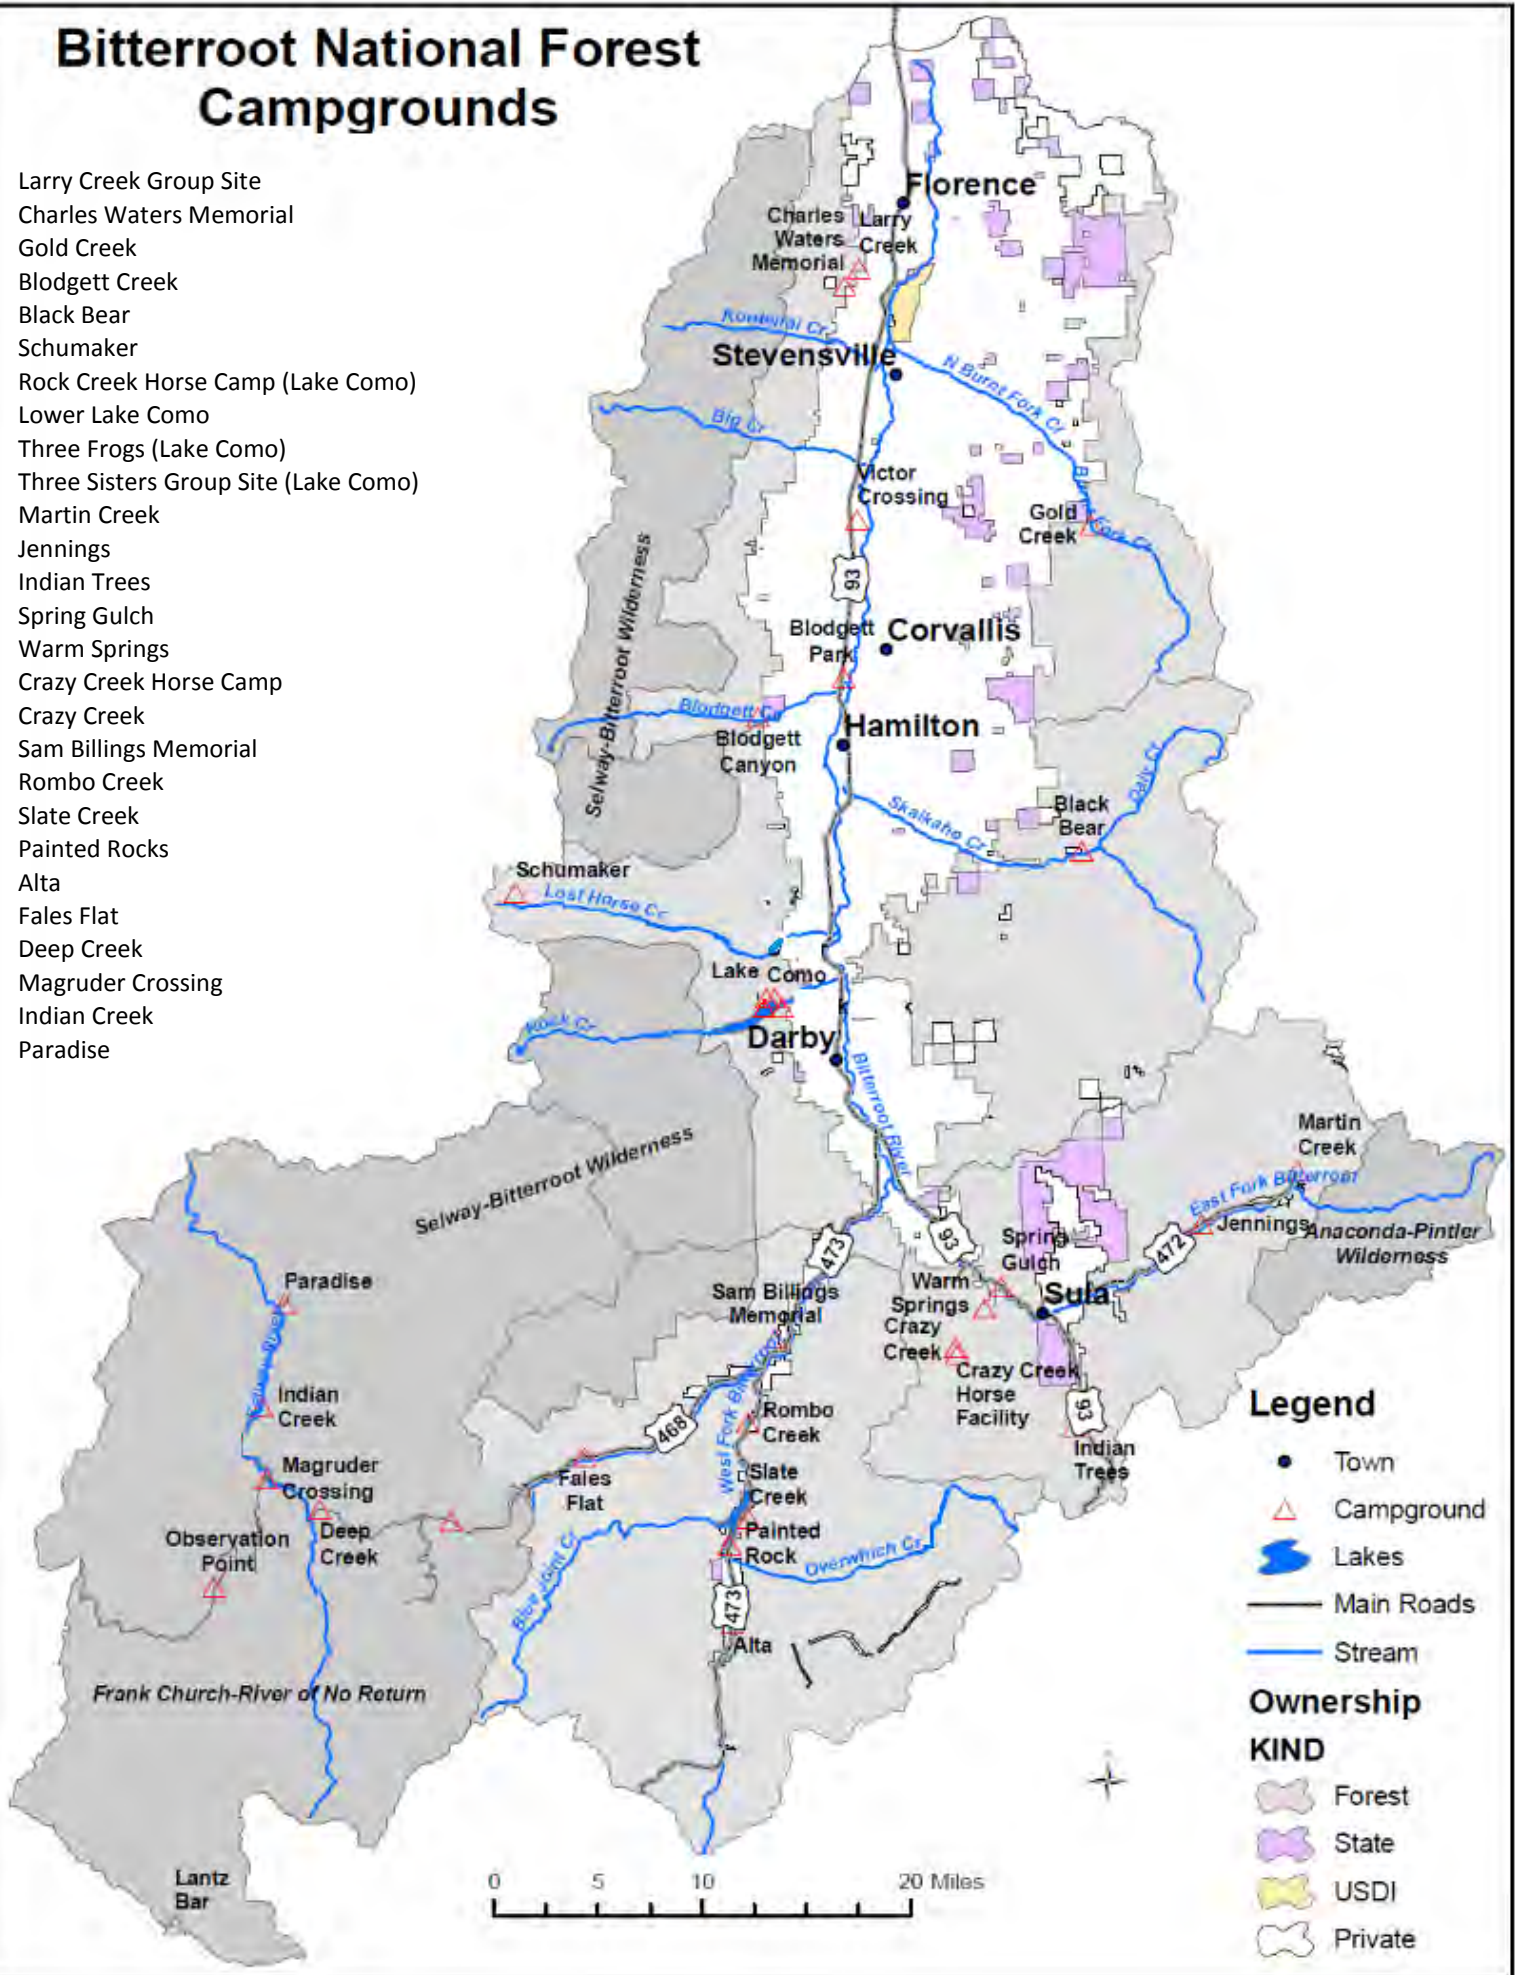 Bitterroot National Forest
Campgrounds
Larry Creek Group Site
Charles Waters Memorial
Gold Creek
Blodgett Creek
Black Bear
Schumaker
Rock Creek Horse Camp (Lake Como)
Lower Lake Como
Three Frogs (Lake Como)
Three Sisters Group Site (Lake Como)
Martin Creek
Jennings
Indian Trees
Spring Gulch
Warm Springs
Crazy Creek Horse Camp
Crazy Creek
Sam Billings Memorial
Rombo Creek
Slate Creek
Painted Rocks
Alta
Fales Flat
Deep Creek
Magruder Crossing
Indian Creek
Paradise
Florence
Charles
Waters
Memorial
Larry
Creek
Cr
Stevensville
N Burnt Fork Cr
Big Cr
Victor
Crossing
Gold
Creek
Burnt Fork Cr
93
Selway-Bitterroot Wilderness
Blodgett
Park
Corvallis
Blodgett Cr
Blodgett
Canyon
Hamilton
Skalkaho Cr
Black
Bear
Daly Cr
Schumaker
Lost Horse Cr
Lake Como
Rock Cr
Darby
Bitterroot River
Selway-Bitterroot Wilderness
Martin
Creek
East Fork Bitterroot
Jennings
Anaconda-Pintler
Wilderness
472
473
93
Spring
Gulch
Warm
Springs
Sula
Crazy
Creek
Crazy Creek
Horse
Facility
93
Indian
Trees
Sam Billings
Memorial
West Fork Bitterroot
468
Rombo
Creek
Slate
Creek
Painted
Rock
Overwhich Cr
473
Alta
Fales
Flat
Blue Joint Cr
Paradise
River
Indian
Creek
Magruder
Crossing
Deep
Creek
Observation
Point
Frank Church-River of No Return
Lantz
Bar
0 5 10 20 Miles
Legend
Town
Campground
Lakes
Main Roads
Stream
Ownership
KIND
Forest
State
USDI
Private